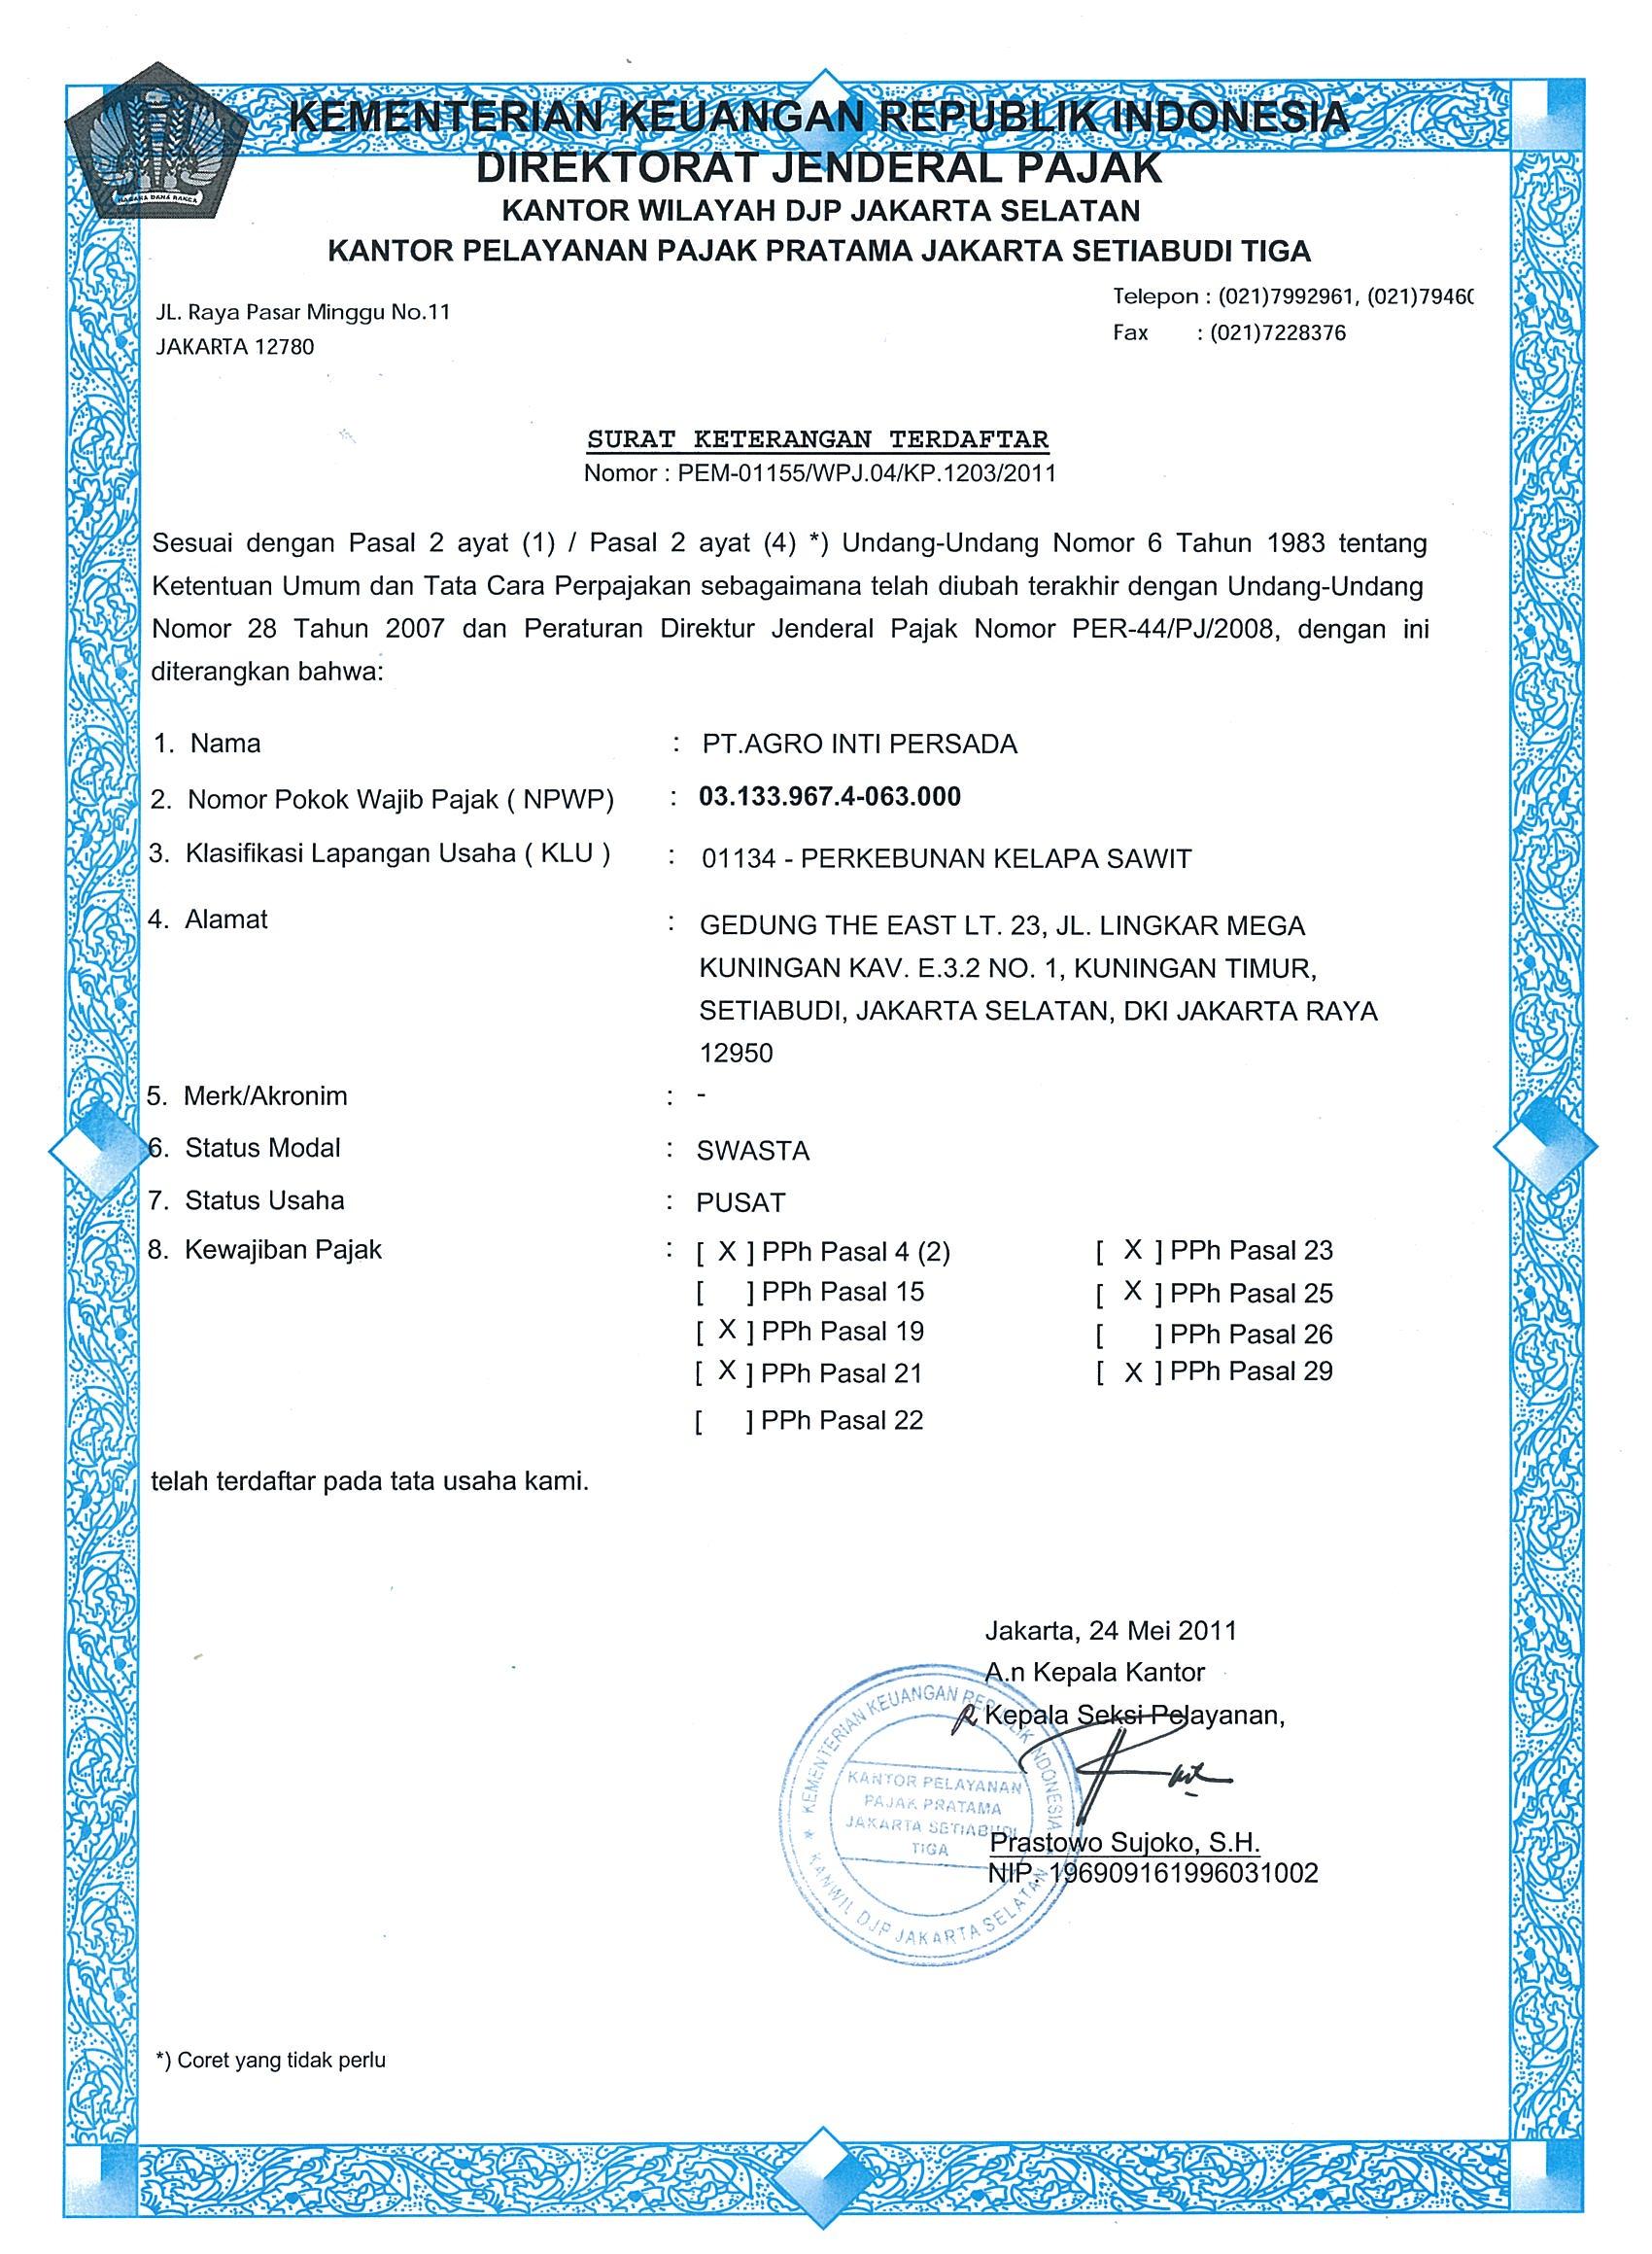 KEMENTERIAN KEUANGAN REPUBLIK INDONESIA
DIREKTORAT JENDERAL PAJAK
KANTOR WILAYAH DJP JAKARTA SELATAN
KANTOR PELAYANAN PAJAK PRATAMA JAKARTA SETIABUDI TIGA
NAGARA DANA RAKCA
JL. Raya Pasar Minggu No.11
JAKARTA 12780
Telepon : (021)7992961, (021)7946
Fax : (021)7228376
SURAT KETERANGAN TERDAFTAR
Nomor : PEM-01155/WPJ.04/KP.1203/2011
Sesuai dengan Pasal 2 ayat (1) / Pasal 2 ayat (4) *) Undang-Undang Nomor 6 Tahun 1983 tentang
Ketentuan Umum dan Tata Cara Perpajakan sebagaimana telah diubah terakhir dengan Undang-Undang
Nomor 28 Tahun 2007 dan Peraturan Direktur Jenderal Pajak Nomor PER-44/PJ/2008, dengan ini
diterangkan bahwa:
1. Nama : PT.AGRO INTI PERSADA
2. Nomor Pokok Wajib Pajak ( NPWP) : 03.133.967.4-063.000
3. Klasifikasi Lapangan Usaha ( KLU ) : 01134 - PERKEBUNAN KELAPA SAWIT
4. Alamat : GEDUNG THE EAST LT. 23, JL. LINGKAR MEGA
KUNINGAN KAV. E.3.2 NO. 1, KUNINGAN TIMUR,
SETIABUDI, JAKARTA SELATAN, DKI JAKARTA RAYA
12950
5. Merk/Akronim : -
6. Status Modal : SWASTA
7. Status Usaha : PUSAT
8. Kewajiban Pajak : [ X ] PPh Pasal 4 (2) [ X ] PPh Pasal 23
[ ] PPh Pasal 15 [ X ] PPh Pasal 25
[ X ] PPh Pasal 19 [ ] PPh Pasal 26
[ X ] PPh Pasal 21 [ X ] PPh Pasal 29
[ ] PPh Pasal 22
telah terdaftar pada tata usaha kami.
Jakarta, 24 Mei 2011
A.n Kepala Kantor
Kepala Seksi Pelayanan,
KEMENTERIAN KEUANGAN REPUBLIK INDONESIA
KANTOR PELAYANAN
PAJAK PRATAMA
JAKARTA SETIABUDI
TIGA
* KANWIL DJP JAKARTA SELATAN
Prastowo Sujoko, S.H.
NIP. 196909161996031002
*) Coret yang tidak perlu